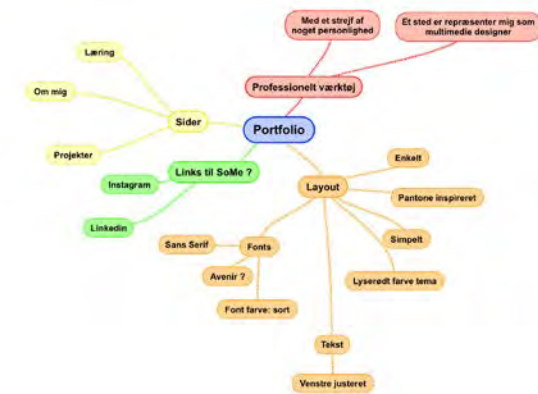 Med et strejf af
noget personlighed
Et sted er repræsenter mig som
multimedie designer
Professionelt værktøj
Læring
Om mig
Sider
Projekter
Portfolio
Links til SoMe ?
Instagram
Linkedin
Layout
Enkelt
Pantone inspireret
Simpelt
Lyserødt farve tema
Fonts
Sans Serif
Avenir ?
Font farve: sort
Tekst
Venstre justeret